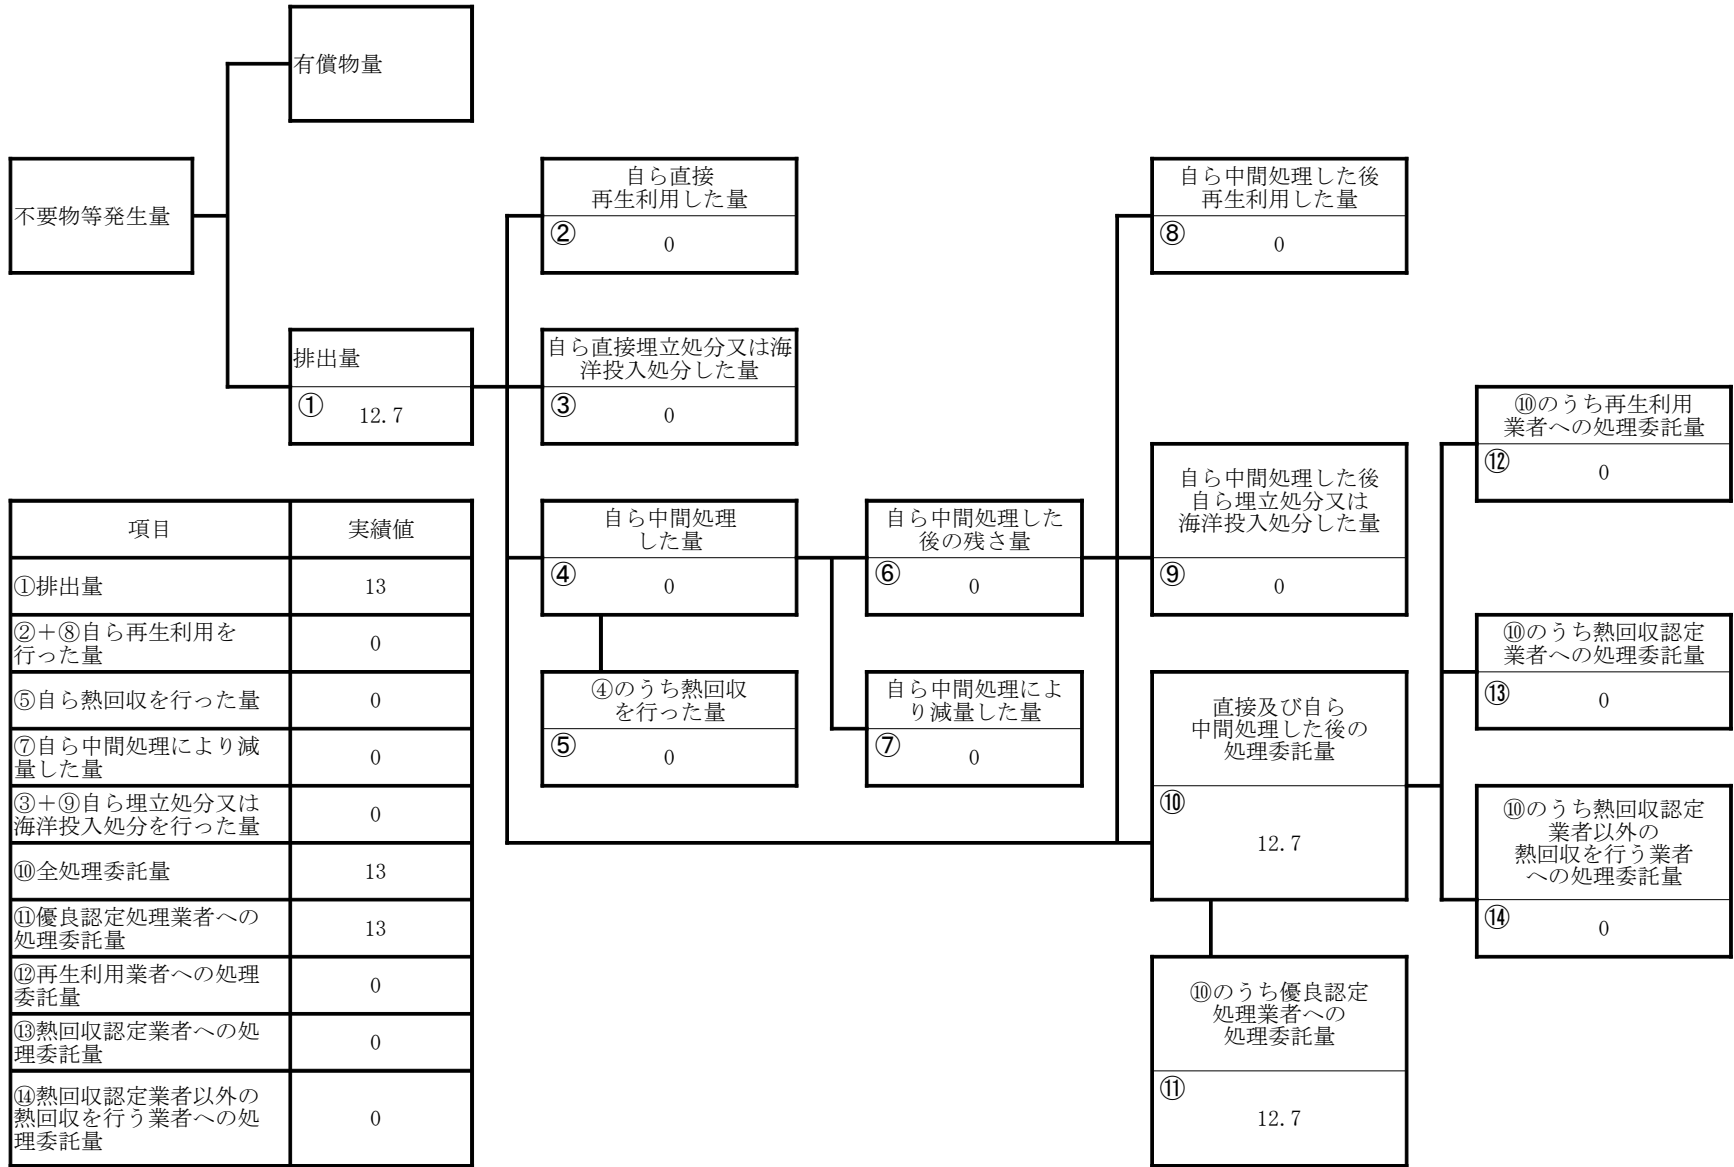 有償物量
不要物等発生量
自ら直接
再生利用した量
②
0
自ら中間処理した後
再生利用した量
⑧
0
排出量
①
12.7
自ら直接埋立処分又は海
洋投入処分した量
③
0
⑩のうち再生利用
業者への処理委託量
⑫
0
自ら中間処理
した量
④
0
自ら中間処理した
後の残さ量
⑥
0
自ら中間処理した後
自ら埋立処分又は
海洋投入処分した量
⑨
0
⑩のうち熱回収認定
業者への処理委託量
⑬
0
④のうち熱回収
を行った量
⑤
0
自ら中間処理によ
り減量した量
⑦
0
直接及び自ら
中間処理した後の
処理委託量
⑩
12.7
⑩のうち熱回収認定
業者以外の
熱回収を行う業者
への処理委託量
⑭
0
⑩のうち優良認定
処理業者への
処理委託量
⑪
12.7
項目 実績値
①排出量 13
②＋⑧自ら再生利用を
行った量 0
⑤自ら熱回収を行った量 0
⑦自ら中間処理により減
量した量 0
③＋⑨自ら埋立処分又は
海洋投入処分を行った量 0
⑩全処理委託量 13
⑪優良認定処理業者への
処理委託量 13
⑫再生利用業者への処理
委託量 0
⑬熱回収認定業者への処
理委託量 0
⑭熱回収認定業者以外の
熱回収を行う業者への処
理委託量 0